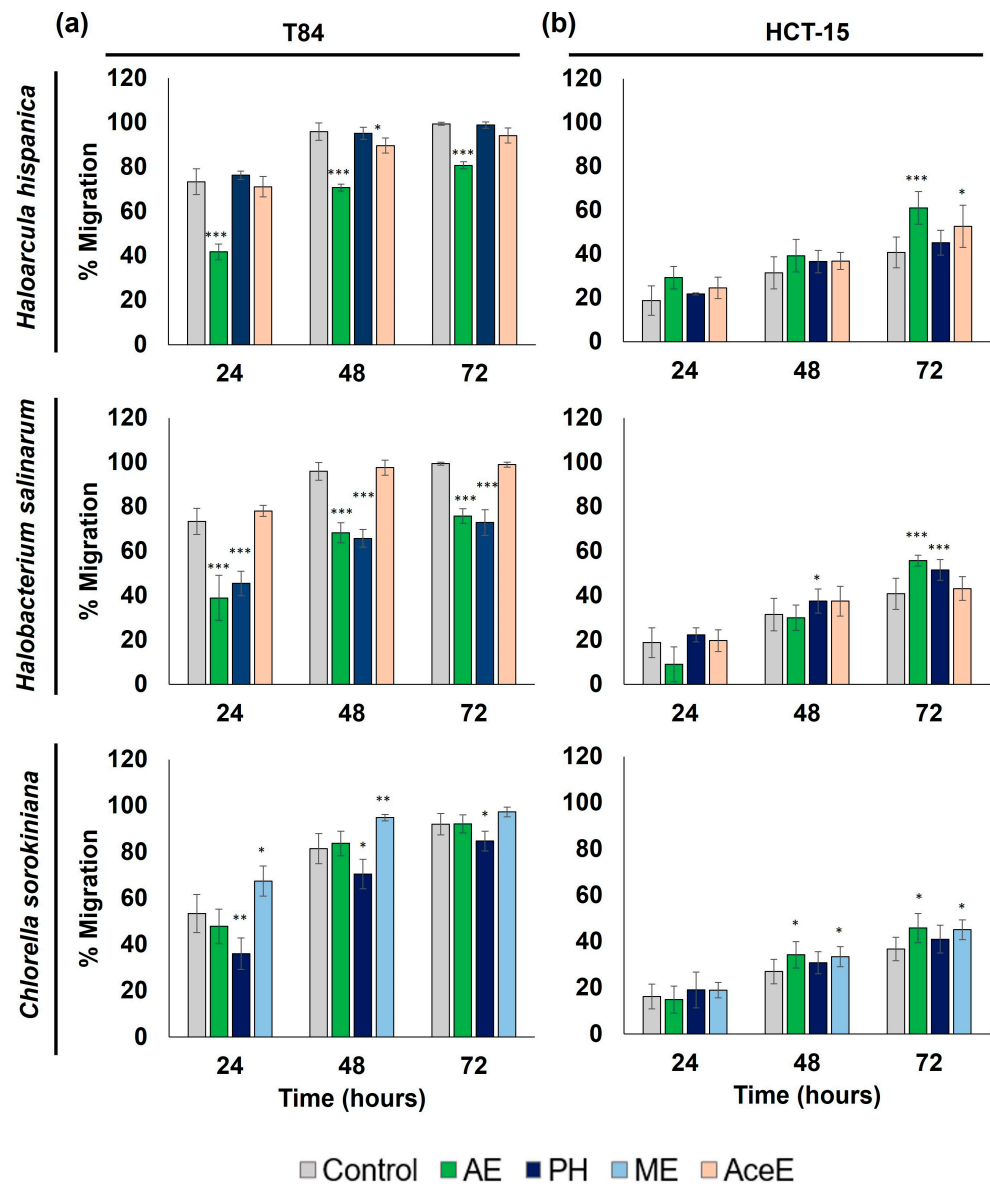 (a) (b)
T84 HCT-15
Haloarcula hispanica
% Migration
120
100
80
60
40
20
0
*** *** * ***
24 48 72
120
100
80
60
40
20
0
*** *
24 48 72
Halobacterium salinarum
% Migration
120
100
80
60
40
20
0
*** *** *** *** *** ***
24 48 72
120
100
80
60
40
20
0
* *** ***
24 48 72
Chlorella sorokiniana
% Migration
120
100
80
60
40
20
0
** * * ** *
24 48 72
Time (hours)
120
100
80
60
40
20
0
* * * *
24 48 72
Time (hours)
Control AE PH ME AceE